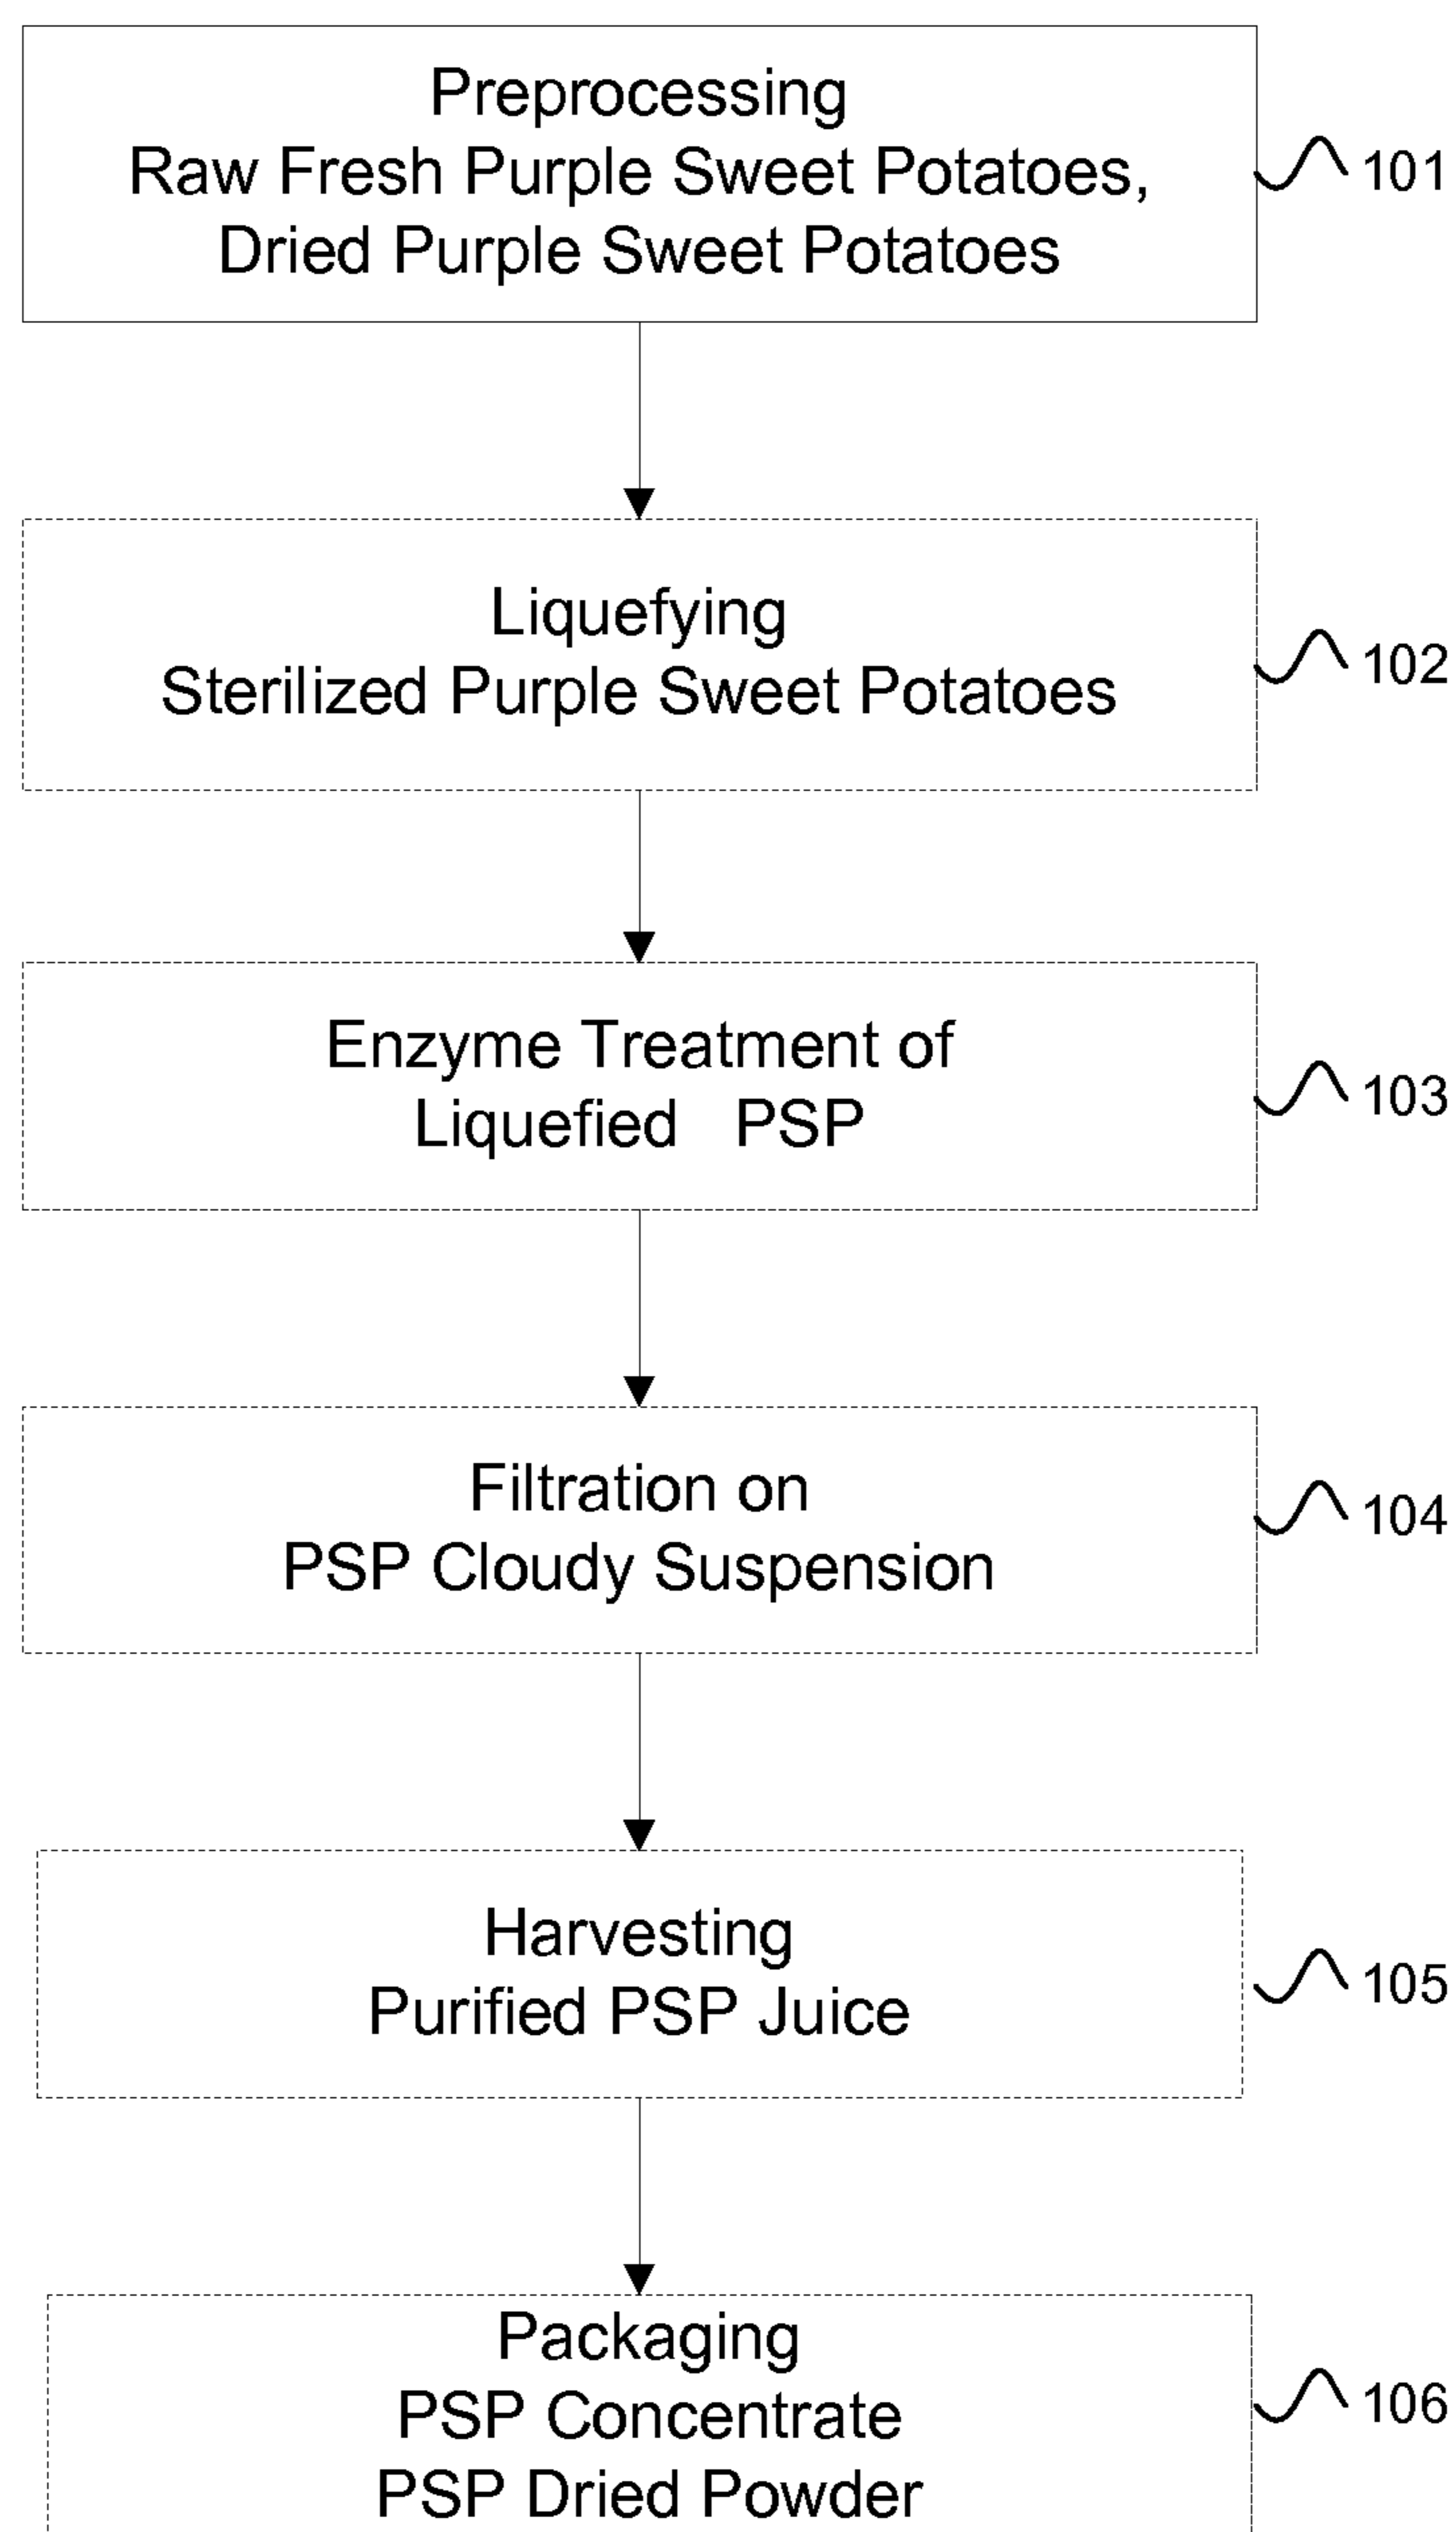 Preprocessing
Raw Fresh Purple Sweet Potatoes,
Dried Purple Sweet Potatoes
101
Liquefying
Sterilized Purple Sweet Potatoes
102
Enzyme Treatment of
Liquefied PSP
103
Filtration on
PSP Cloudy Suspension
104
Harvesting
Purified PSP Juice
105
Packaging
PSP Concentrate
PSP Dried Powder
106